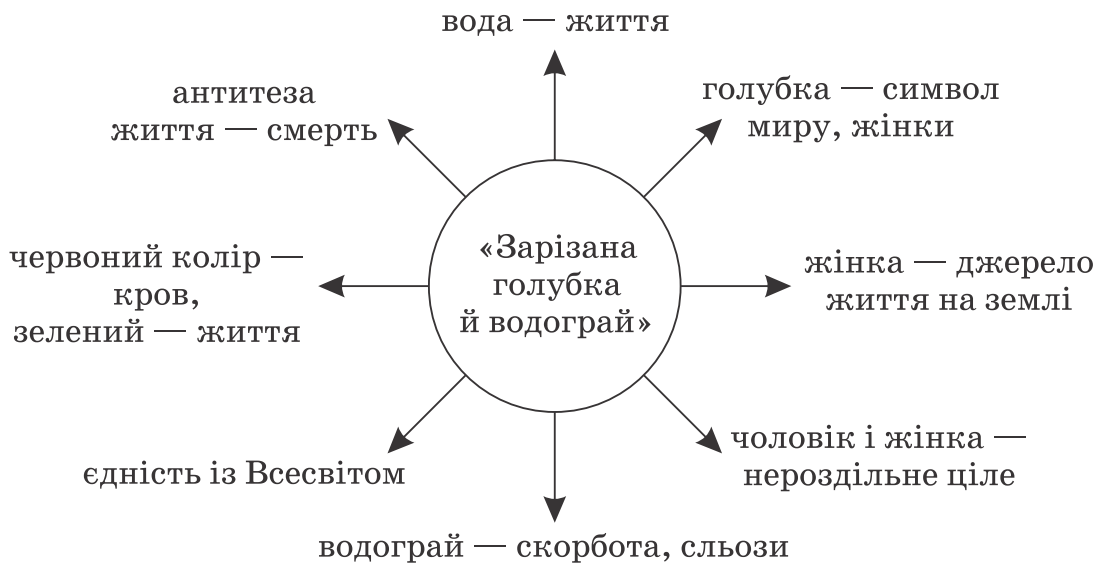 вода — життя
антитеза
життя — смерть
голубка — символ
миру, жінки
червоний колір —
кров,
зелений — життя
«Зарізана
голубка
й водограй»
жінка — джерело
життя на землі
єдність із Всесвітом
чоловік і жінка —
нероздільне ціле
водограй — скорбота, сльози